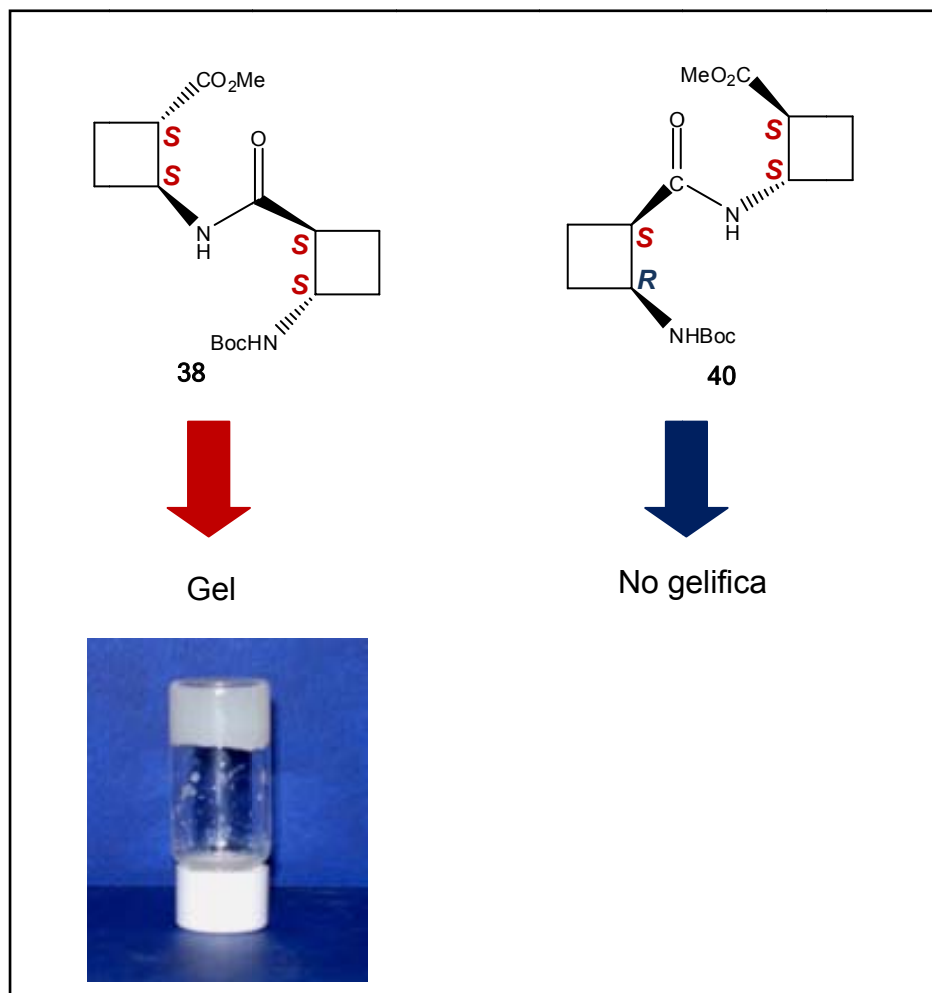 CO₂Me
S
S
O
N
H
S
S
BocHN
38
Gel
MeO₂C
O
C
S
S
N
H
S
R
NHBoc
40
No gelifica